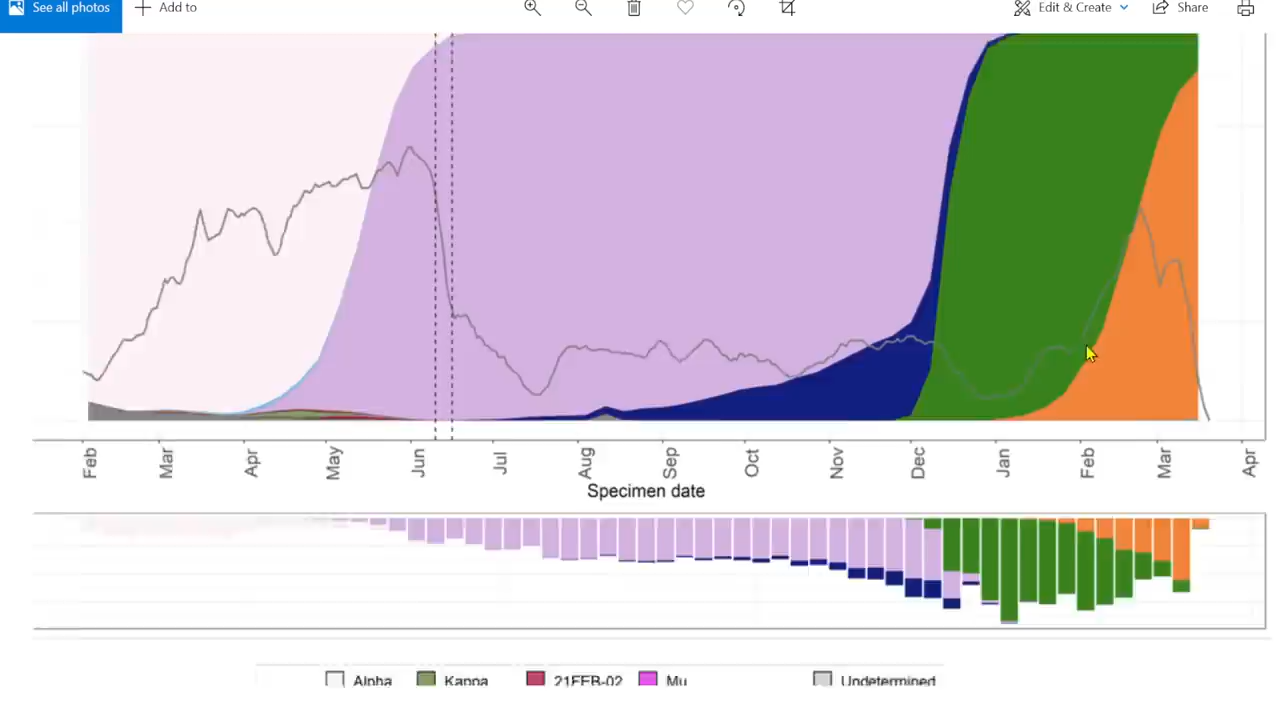 See all photos
Add to
Edit & Create
Share
Feb
Mar
Apr
May
Jun
Jul
Aug
Sep
Oct
Nov
Dec
Jan
Feb
Mar
Apr
Specimen date
Alpha
Kappa
21FEB-02
Mu
Undetermined